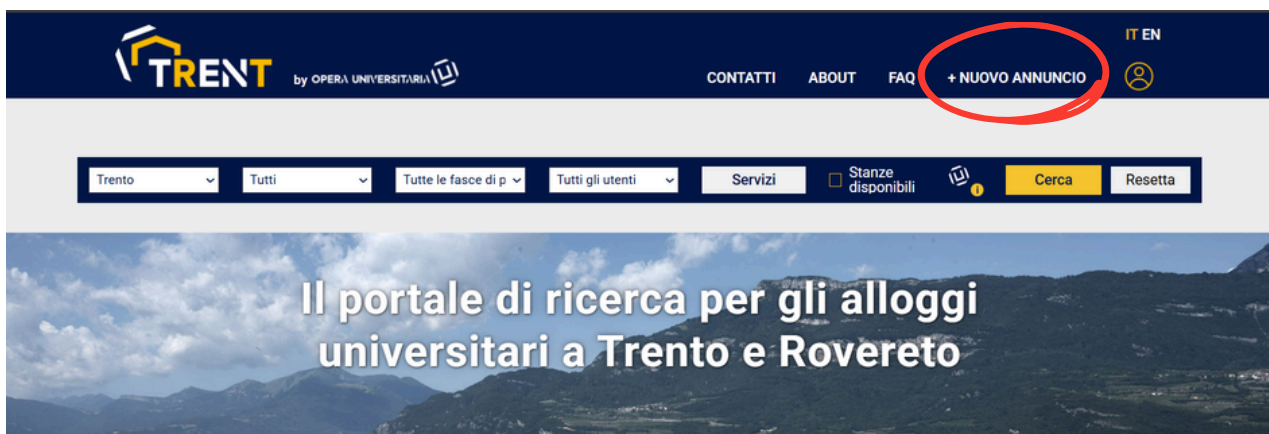 IT EN
TRENT by OPERA UNIVERSITARIA
CONTATTI ABOUT FAQ + NUOVO ANNUNCIO
Trento Tutti Tutte le fasce di p Tutti gli utenti Servizi Stanze disponibili i Cerca Resetta
Il portale di ricerca per gli alloggi
universitari a Trento e Rovereto